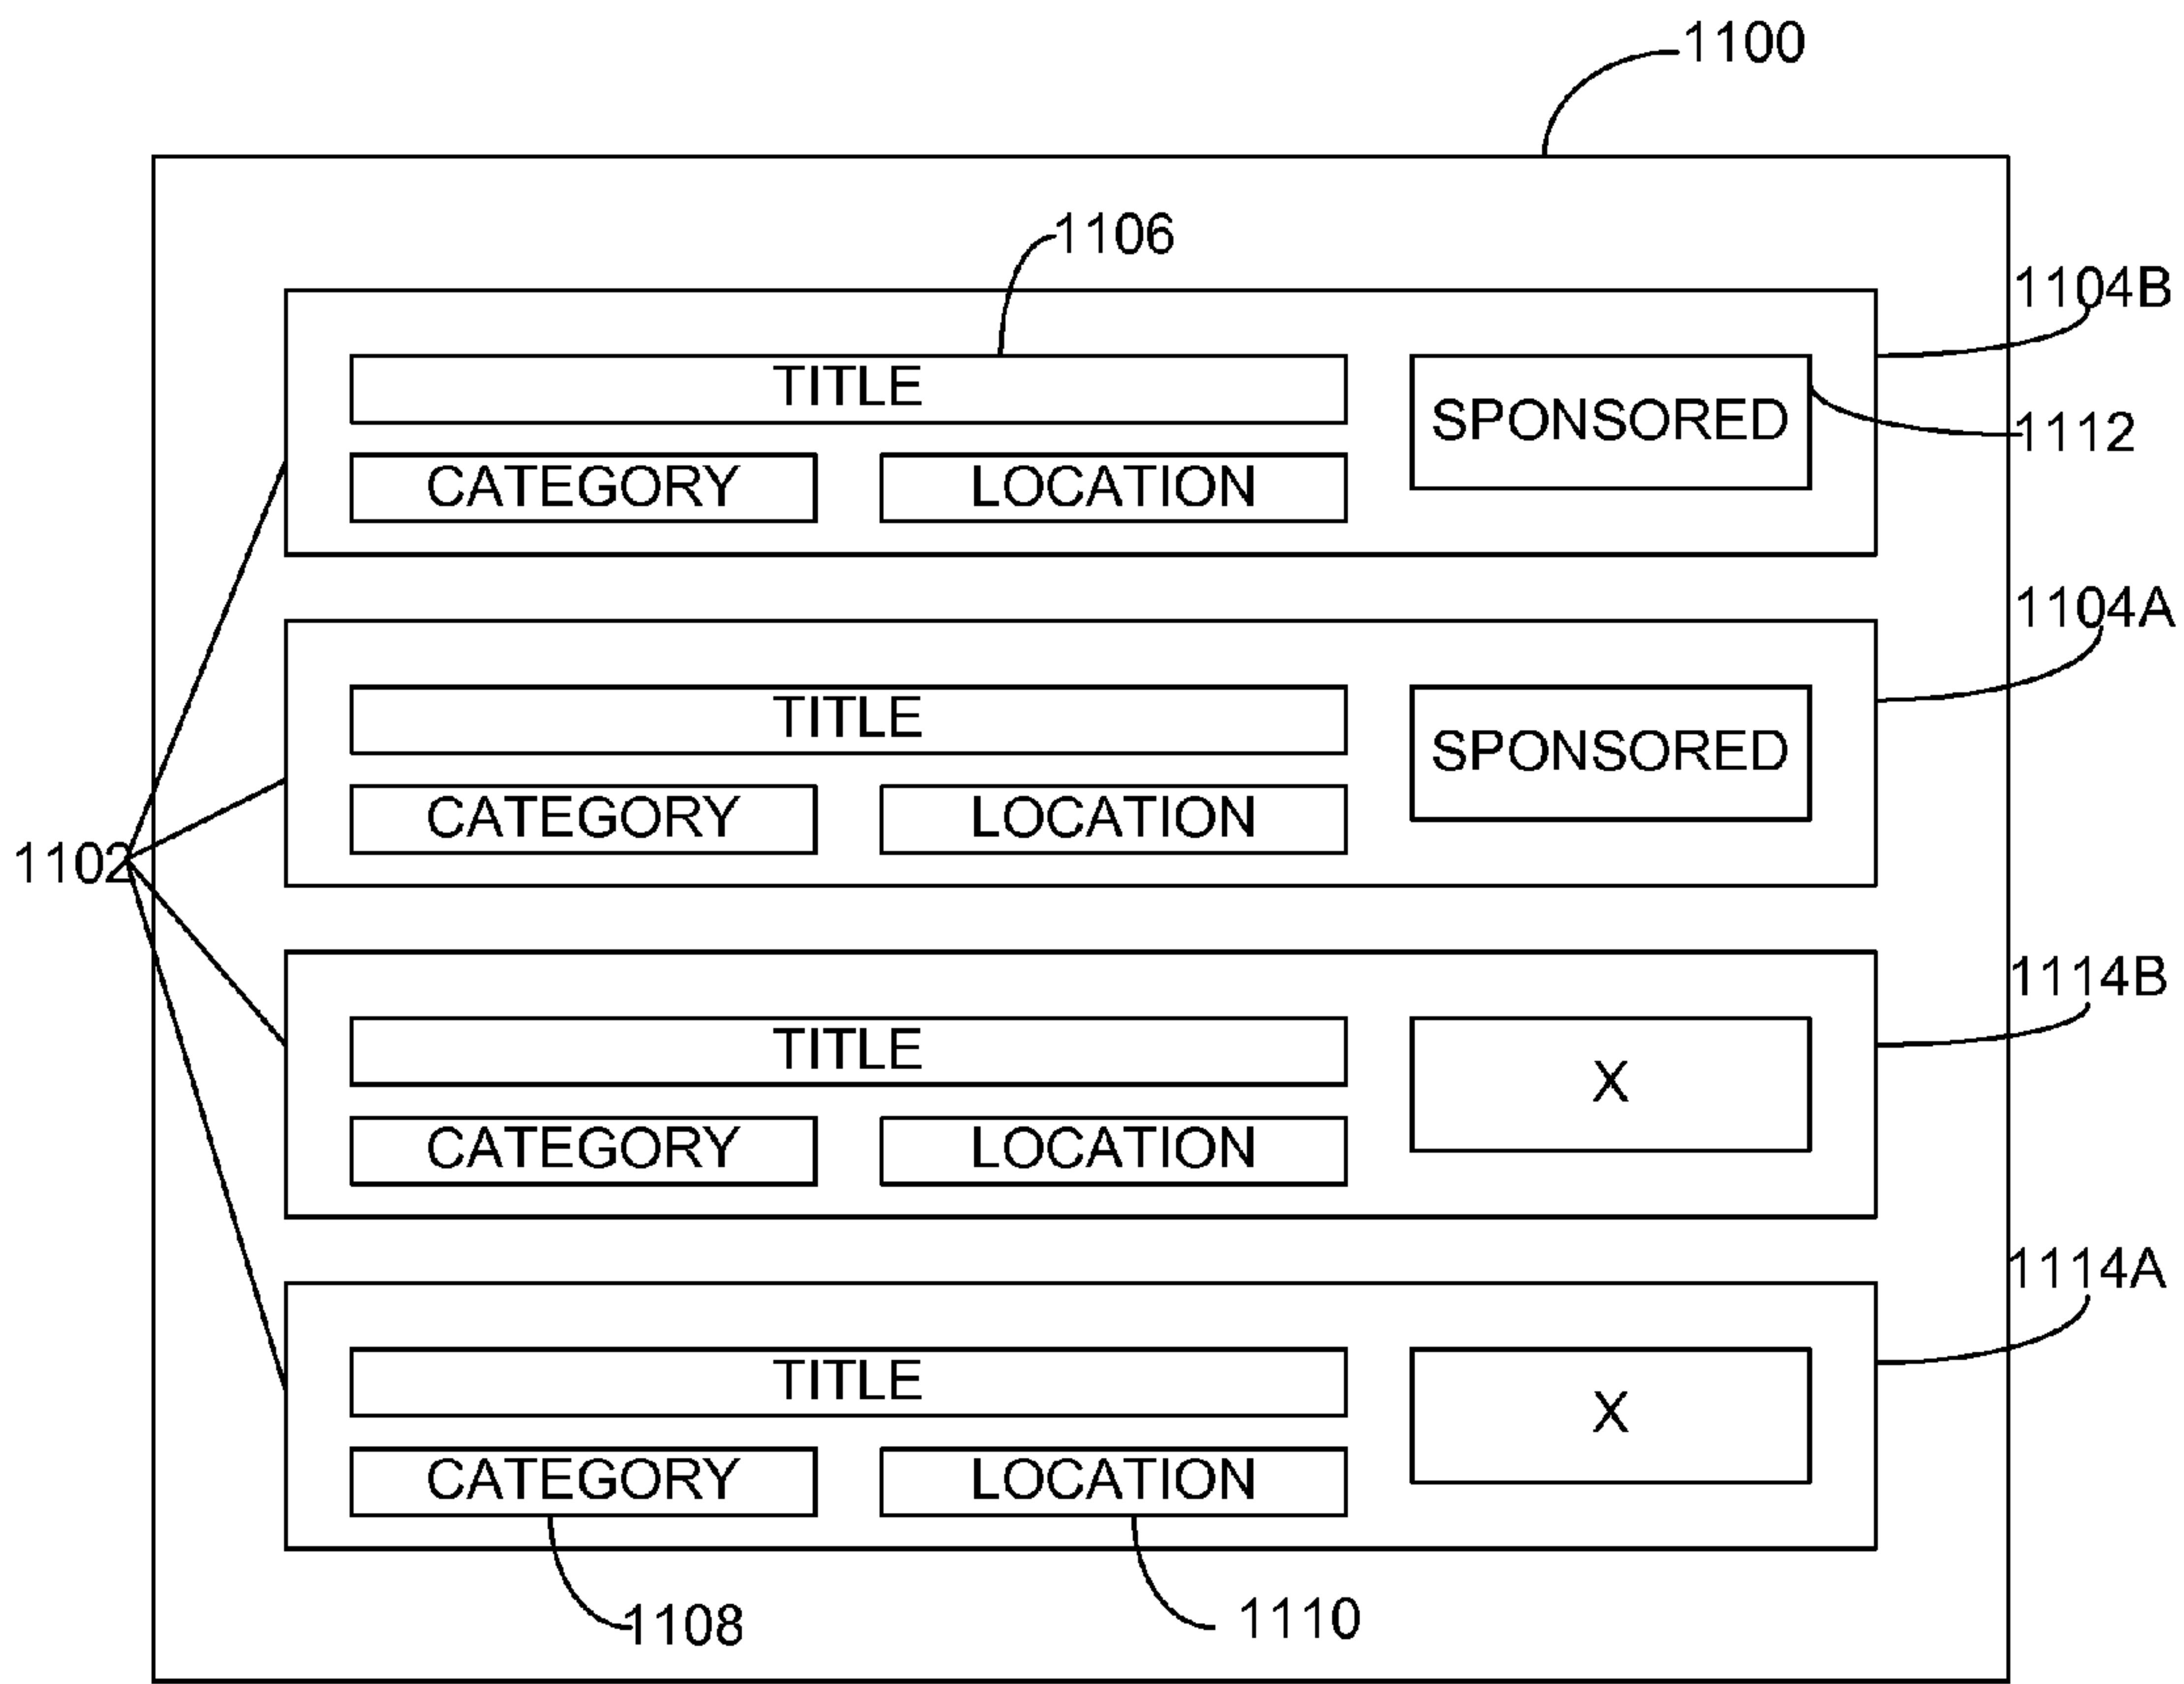 1100
1106
1104B
TITLE
SPONSORED
1112
CATEGORY LOCATION
1104A
TITLE
SPONSORED
CATEGORY LOCATION
1102
1114B
TITLE
X
CATEGORY LOCATION
1114A
TITLE
X
CATEGORY LOCATION
1108 1110